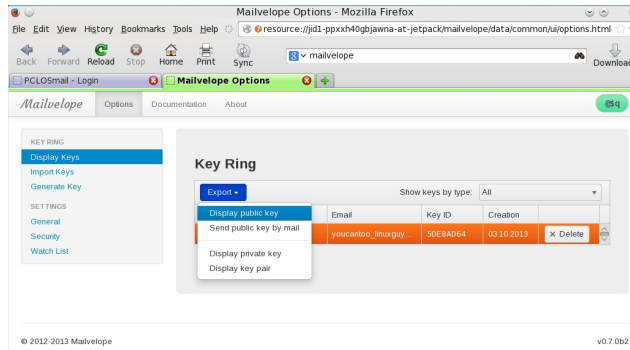 Mailvelope Options - Mozilla Firefox
File Edit View History Bookmarks Tools Help
resource://jid1-ppxxh40gbjawna-at-jetpack/mailvelope/data/common/ui/options.html
Back Forward Reload Stop Home Print Sync
mailvelope
Download
PCLOSmail - Login
Mailvelope Options
Mailvelope Options Documentation About
@$q
KEY RING
Display Keys
Import Keys
Generate Key
SETTINGS
General
Security
Watch List
Key Ring
Export
Show keys by type: All
Display public key
Send public key by mail
Display private key
Display key pair
Email Key ID Creation
youcantoo_linuxguy... 5DE8AD64 03.10.2013 × Delete
© 2012-2013 Mailvelope
v0.7.0b2